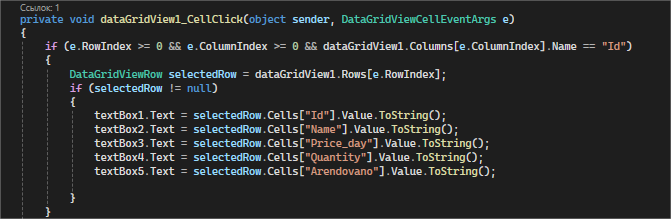 Ссылок: 1
private void dataGridView1_CellClick(object sender, DataGridViewCellEventArgs e)
{
if (e.RowIndex >= 0 && e.ColumnIndex >= 0 && dataGridView1.Columns[e.ColumnIndex].Name == "Id")
{
DataGridViewRow selectedRow = dataGridView1.Rows[e.RowIndex];
if (selectedRow != null)
{
textBox1.Text = selectedRow.Cells["Id"].Value.ToString();
textBox2.Text = selectedRow.Cells["Name"].Value.ToString();
textBox3.Text = selectedRow.Cells["Price_day"].Value.ToString();
textBox4.Text = selectedRow.Cells["Quantity"].Value.ToString();
textBox5.Text = selectedRow.Cells["Arendovano"].Value.ToString();
}
}